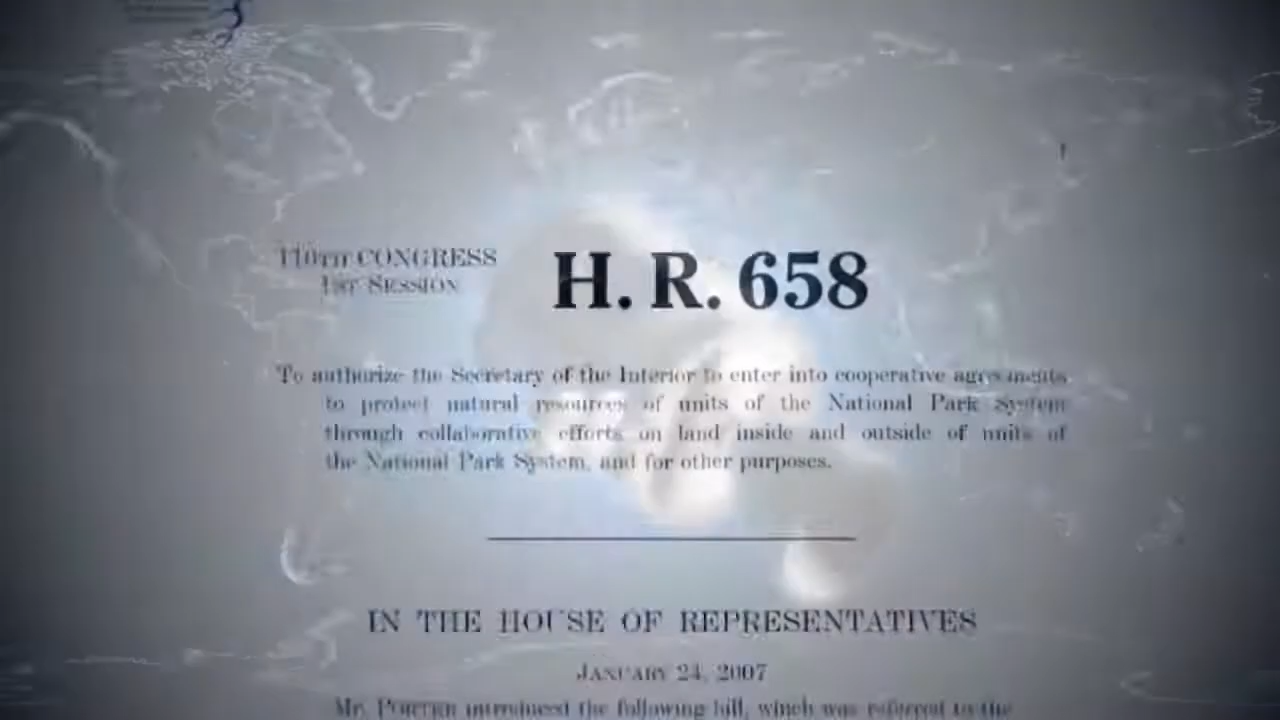 110TH CONGRESS
1ST SESSION
H. R. 658
To authorize the Secretary of the Interior to enter into cooperative agreements
to protect natural resources of units of the National Park System
through collaborative efforts on land inside and outside of units of
the National Park System, and for other purposes.
IN THE HOUSE OF REPRESENTATIVES
JANUARY 24, 2007
Mr. PORTER introduced the following bill, which was referred to the